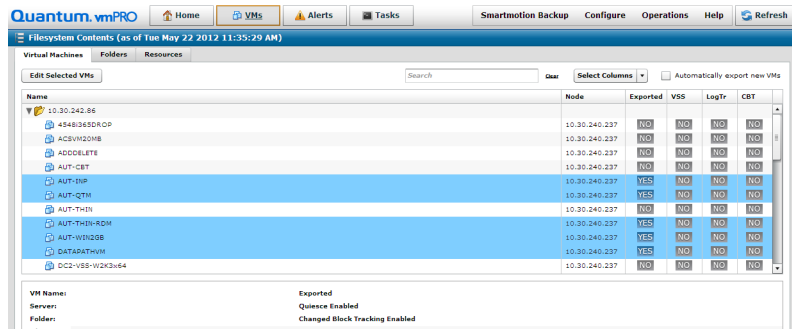 Quantum. vmPRO Home VMs Alerts Tasks Smartmotion Backup Configure Operations Help Refresh
Filesystem Contents (as of Tue May 22 2012 11:35:29 AM)
Virtual Machines Folders Resources
Edit Selected VMs Search Clear Select Columns Automatically export new VMs
Name Node Exported VSS LogTr CBT
10.30.242.86
4548i365DROP 10.30.240.237 NO NO NO NO
ACSVM20MB 10.30.240.237 NO NO NO NO
ADDDELETE 10.30.240.237 NO NO NO NO
AUT-CBT 10.30.240.237 NO NO NO NO
AUT-INP 10.30.240.237 YES NO NO NO
AUT-QTM 10.30.240.237 YES NO NO NO
AUT-THIN 10.30.240.237 NO NO NO NO
AUT-THIN-RDM 10.30.240.237 YES NO NO NO
AUT-WIN2GB 10.30.240.237 YES NO NO NO
DATAPATHVM 10.30.240.237 YES NO NO NO
DC2-VSS-W2K3x64 10.30.240.237 NO NO NO NO
VM Name: Exported
Server: Quiesce Enabled
Folder: Changed Block Tracking Enabled